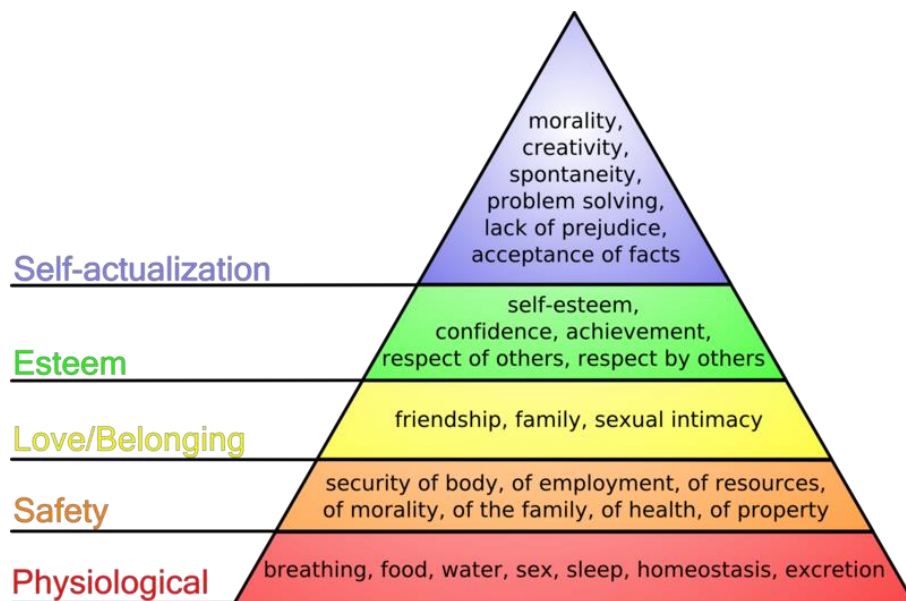 morality,
creativity,
spontaneity,
problem solving,
lack of prejudice,
acceptance of facts
Self-actualization
self-esteem,
confidence, achievement,
respect of others, respect by others
Esteem
friendship, family, sexual intimacy
Love/Belonging
security of body, of employment, of resources,
of morality, of the family, of health, of property
Safety
breathing, food, water, sex, sleep, homeostasis, excretion
Physiological